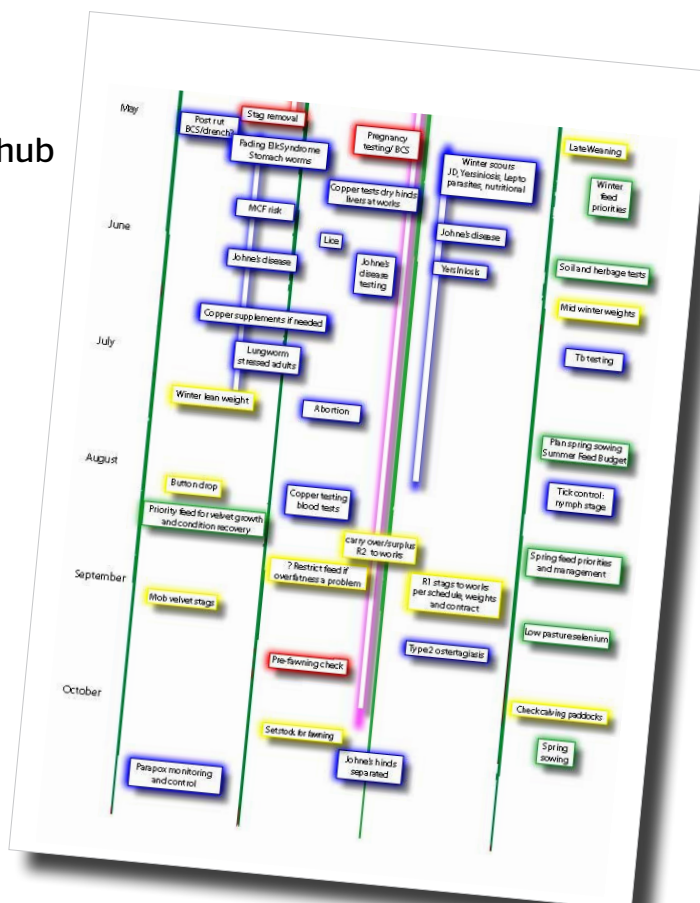 hub
May
Post rut
BCS/drench?
Stag removal
Fading Elk Syndrome
Stomach worms
Pregnancy
testing/ BCS
Winter scours
JD, Yersiniosis, Lepto
parasites, nutritional
Late Weaning
Copper tests dry hinds
livers at works
Winter
feed
priorities
MCF risk
June
Lice
Johne's disease
Johne's disease
Johne's
disease
testing
Yersiniosis
Soil and herbage tests
Copper supplements if needed
Mid winter weights
July
Lungworm
stressed adults
Tb testing
Winter lean weight
Abortion
Plan spring sowing
Summer Feed Budget
August
Button drop
Copper testing
blood tests
Tick control:
nymph stage
Priority feed for velvet growth
and condition recovery
carry over/surplus
R2 to works
Spring feed priorities
and management
September
? Restrict feed if
overfatness a problem
R1 stags to works
per schedule, weights
and contract
Mob velvet stags
Low pasture selenium
Type 2 ostertagiasis
Pre-fawning check
October
Check calving paddocks
Set stock for fawning
Spring
sowing
Johne's hinds
separated
Parapox monitoring
and control